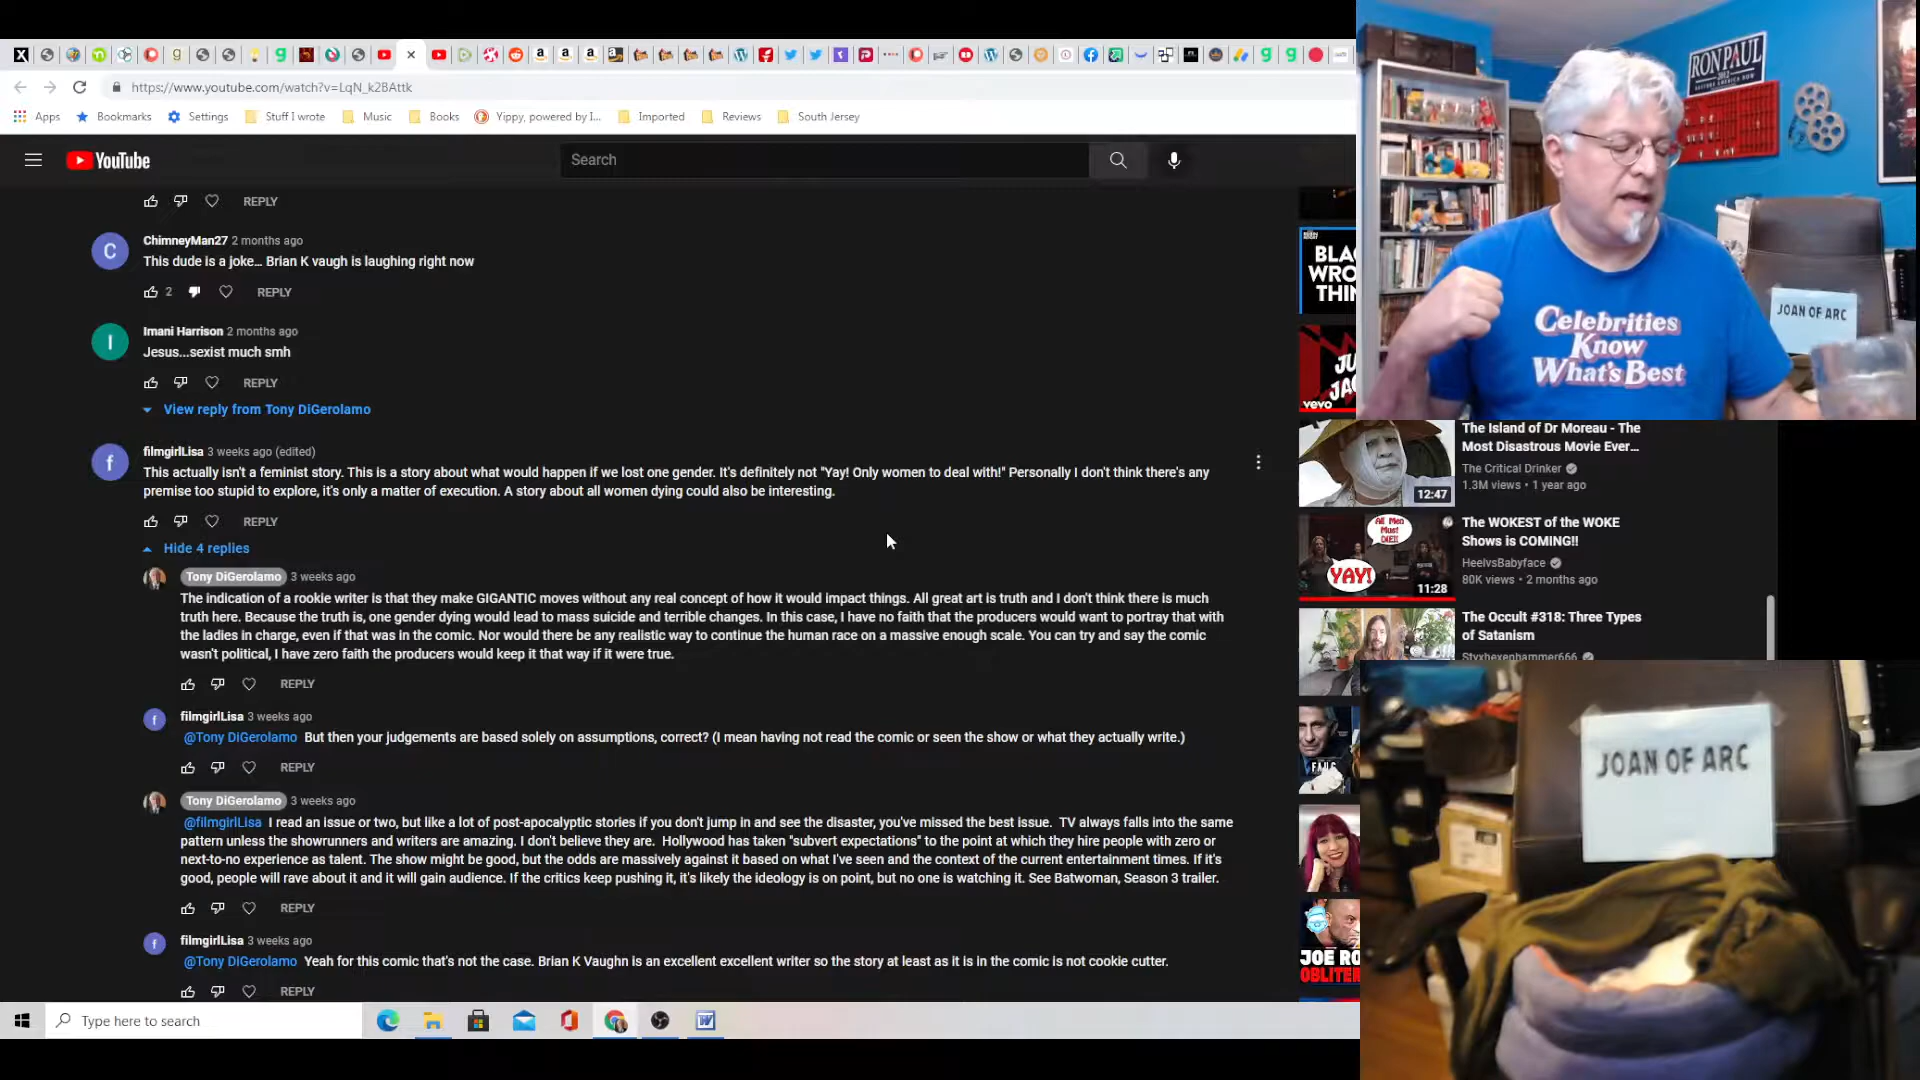 https://www.youtube.com/watch?v=LqN_k2BAttk
Apps
Bookmarks
Settings
Stuff I wrote
Music
Books
Yippy, powered by I...
Imported
Reviews
South Jersey
YouTube
Search
REPLY
ChimneyMan27 2 months ago
This dude is a joke... Brian K vaugh is laughing right now
2 REPLY
Imani Harrison 2 months ago
Jesus...sexist much smh
REPLY
View reply from Tony DiGerolamo
filmgirlLisa 3 weeks ago (edited)
This actually isn't a feminist story. This is a story about what would happen if we lost one gender. It's definitely not "Yay! Only women to deal with!" Personally I don't think there's any
premise too stupid to explore, it's only a matter of execution. A story about all women dying could also be interesting.
REPLY
Hide 4 replies
Tony DiGerolamo 3 weeks ago
The indication of a rookie writer is that they make GIGANTIC moves without any real concept of how it would impact things. All great art is truth and I don't think there is much
truth here. Because the truth is, one gender dying would lead to mass suicide and terrible changes. In this case, I have no faith that the producers would want to portray that with
the ladies in charge, even if that was in the comic. Nor would there be any realistic way to continue the human race on a massive enough scale. You can try and say the comic
wasn't political, I have zero faith the producers would keep it that way if it were true.
REPLY
filmgirlLisa 3 weeks ago
@Tony DiGerolamo But then your judgements are based solely on assumptions, correct? (I mean having not read the comic or seen the show or what they actually write.)
REPLY
Tony DiGerolamo 3 weeks ago
@filmgirlLisa I read an issue or two, but like a lot of post-apocalyptic stories if you don't jump in and see the disaster, you've missed the best issue. TV always falls into the same
pattern unless the showrunners and writers are amazing. I don't believe they are. Hollywood has taken "subvert expectations" to the point at which they hire people with zero or
next-to-no experience as talent. The show might be good, but the odds are massively against it based on what I've seen and the context of the current entertainment times. If it's
good, people will rave about it and it will gain audience. If the critics keep pushing it, it's likely the ideology is on point, but no one is watching it. See Batwoman, Season 3 trailer.
REPLY
filmgirlLisa 3 weeks ago
@Tony DiGerolamo Yeah for this comic that's not the case. Brian K Vaughn is an excellent excellent writer so the story at least as it is in the comic is not cookie cutter.
REPLY
Type here to search
BLA
WRO
THIN
JU
JA
vevo
The Island of Dr Moreau - The
Most Disastrous Movie Ever...
The Critical Drinker
1.3M views • 1 year ago
12:47
All Men
Must
DIE!!
YAY!
11:28
The WOKEST of the WOKE
Shows is COMING!!
HeelvsBabyface
80K views • 2 months ago
The Occult #318: Three Types
of Satanism
Styxhexenhammer666
JOE RO
OBLITER
RON PAUL
2012
Celebrities
Know
What's Best
JOAN OF ARC
JOAN OF ARC